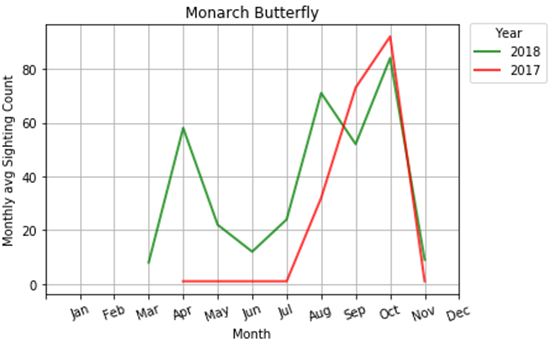 Monarch Butterfly
Year
2018
2017
Monthly avg Sighting Count
80
60
40
20
0
Jan Feb Mar Apr May Jun Jul Aug Sep Oct Nov Dec
Month